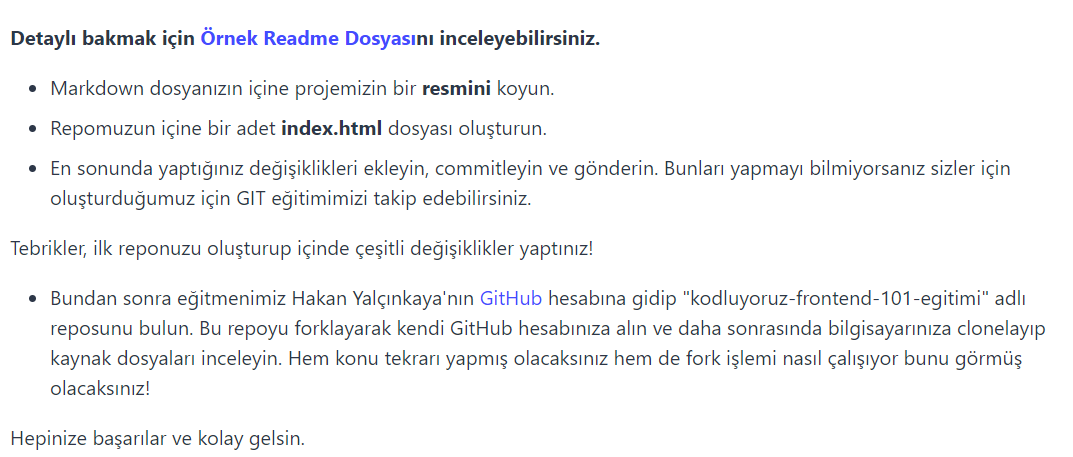 Detaylı bakmak için Örnek Readme Dosyasını inceleyebilirsiniz.
Markdown dosyanızın içine projemizin bir resmini koyun.
Repomuzun içine bir adet index.html dosyası oluşturun.
En sonunda yaptığınız değişiklikleri ekleyin, commitleyin ve gönderin. Bunları yapmayı bilmiyorsanız sizler için
oluşturduğumuz için GIT eğitimimizi takip edebilirsiniz.
Tebrikler, ilk reponuzu oluşturup içinde çeşitli değişiklikler yaptınız!
Bundan sonra eğitmenimiz Hakan Yalçınkaya'nın GitHub hesabına gidip "kodluyoruz-frontend-101-egitimi" adlı
reposunu bulun. Bu repoyu forklayarak kendi GitHub hesabınıza alın ve daha sonrasında bilgisayarınıza clonelayıp
kaynak dosyaları inceleyin. Hem konu tekrarı yapmış olacaksınız hem de fork işlemi nasıl çalışıyor bunu görmüş
olacaksınız!
Hepinize başarılar ve kolay gelsin.